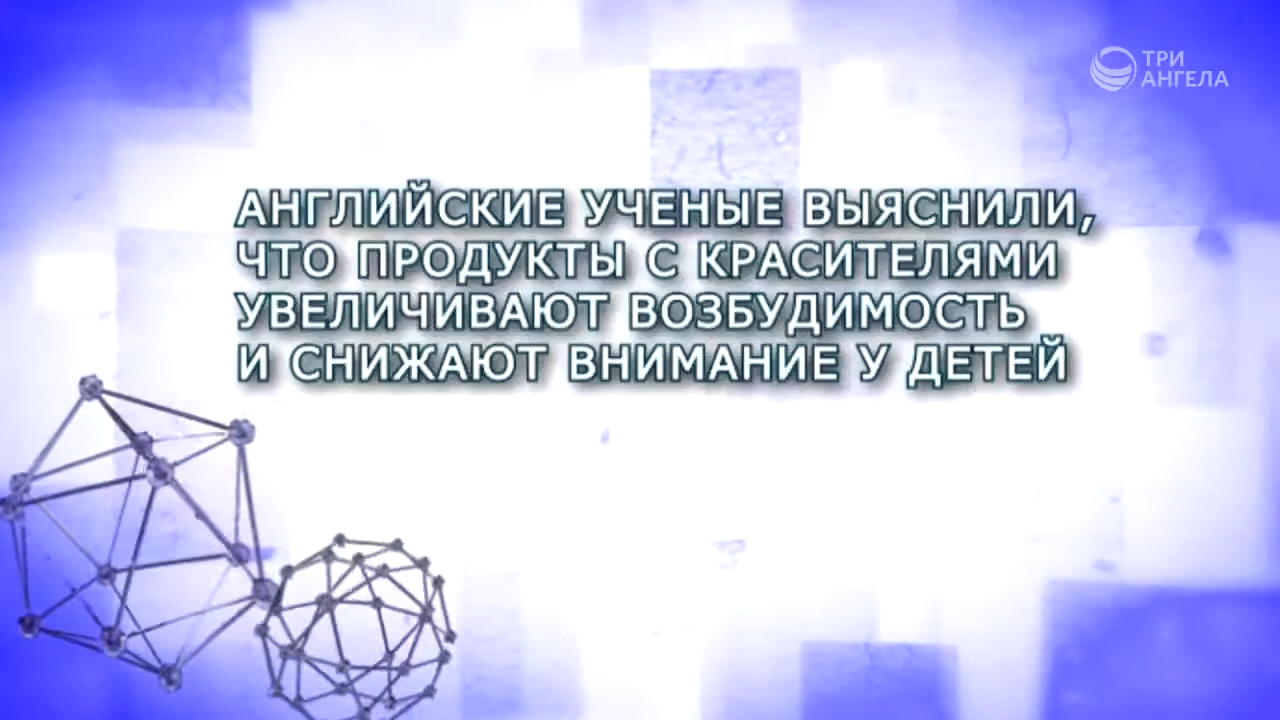 ТРИ
АНГЕЛА
АНГЛИЙСКИЕ УЧЕНЫЕ ВЫЯСНИЛИ,
ЧТО ПРОДУКТЫ С КРАСИТЕЛЯМИ
УВЕЛИЧИВАЮТ ВОЗБУДИМОСТЬ
И СНИЖАЮТ ВНИМАНИЕ У ДЕТЕЙ